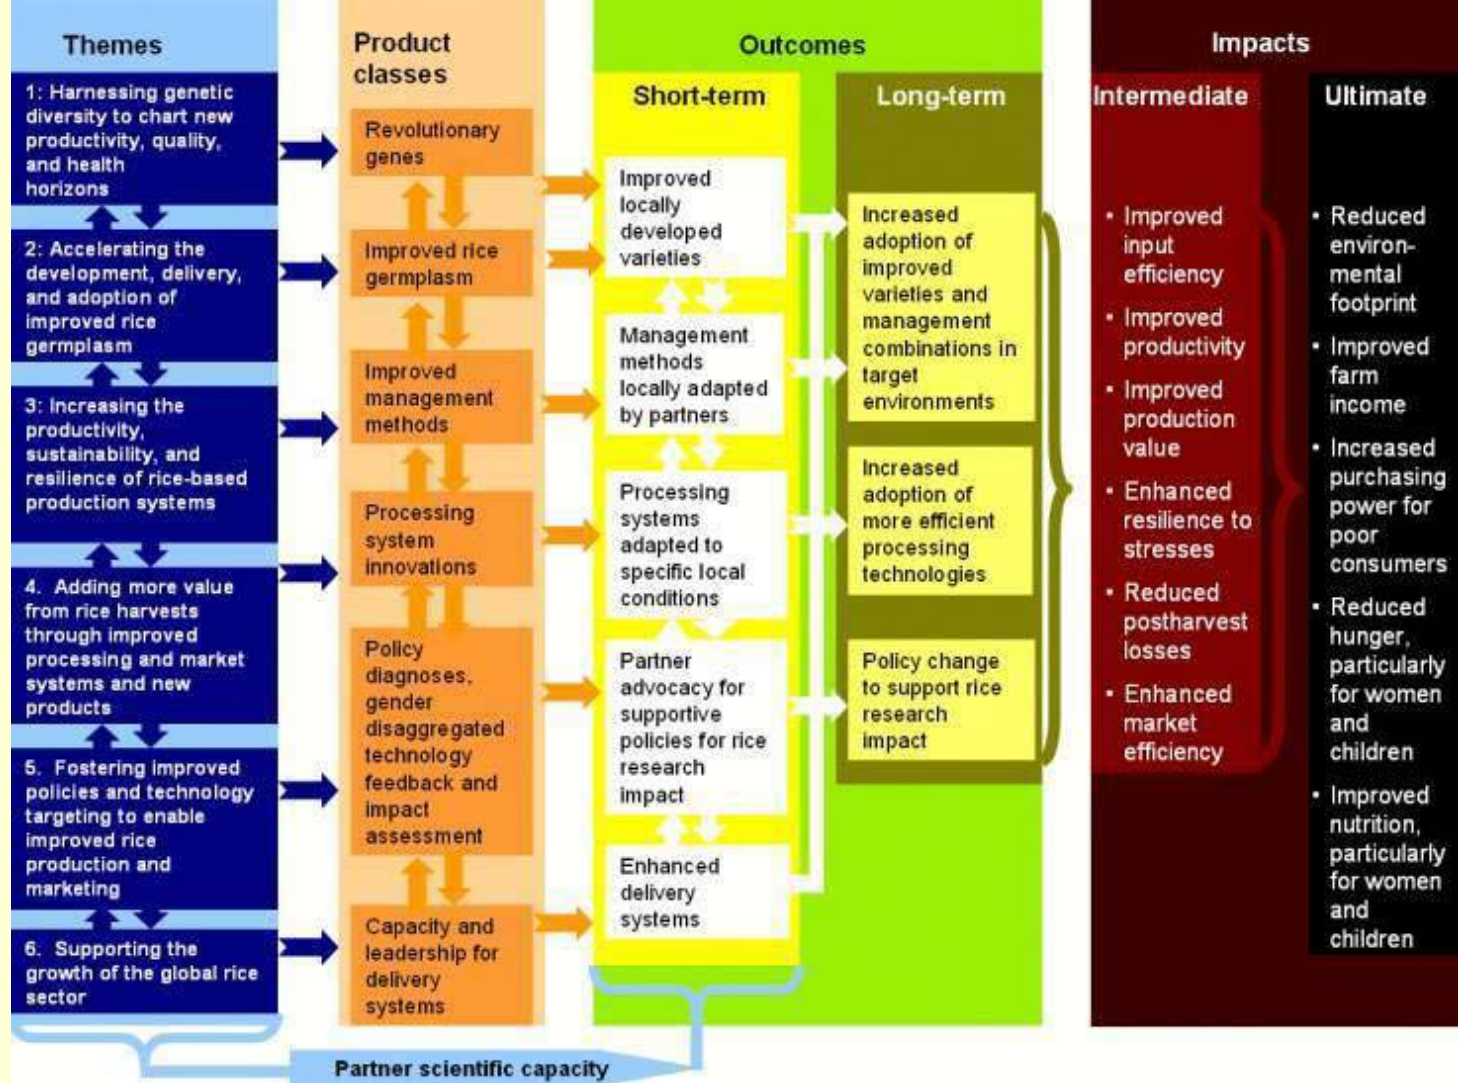 Themes
1: Harnessing genetic
diversity to chart new
productivity, quality,
and health
horizons
2: Accelerating the
development, delivery,
and adoption of
improved rice
germplasm
3: Increasing the
productivity,
sustainability, and
resilience of rice-based
production systems
4. Adding more value
from rice harvests
through improved
processing and market
systems and new
products
5. Fostering improved
policies and technology
targeting to enable
improved rice
production and
marketing
6. Supporting the
growth of the global rice
sector
Product
classes
Revolutionary
genes
Improved rice
germplasm
Improved
management
methods
Processing
system
innovations
Policy
diagnoses,
gender
disaggregated
technology
feedback and
impact
assessment
Capacity and
leadership for
delivery
systems
Outcomes
Short-term
Improved
locally
developed
varieties
Management
methods
locally adapted
by partners
Processing
systems
adapted to
specific local
conditions
Partner
advocacy for
supportive
policies for rice
research
impact
Enhanced
delivery
systems
Long-term
Increased
adoption of
improved
varieties and
management
combinations in
target
environments
Increased
adoption of
more efficient
processing
technologies
Policy change
to support rice
research
impact
Impacts
Intermediate
• Improved
input
efficiency
• Improved
productivity
• Improved
production
value
• Enhanced
resilience to
stresses
• Reduced
postharvest
losses
• Enhanced
market
efficiency
Ultimate
• Reduced
environ-
mental
footprint
• Improved
farm
income
• Increased
purchasing
power for
poor
consumers
• Reduced
hunger,
particularly
for women
and
children
• Improved
nutrition,
particularly
for women
and
children
Partner scientific capacity